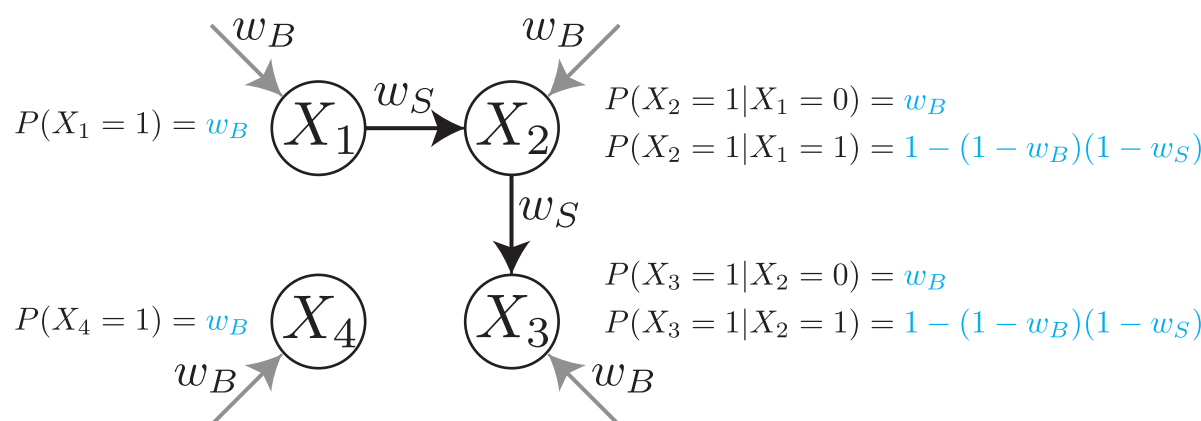 w_B
w_B
P(X_1 = 1) = w_B
X_1
w_S
X_2
P(X_2 = 1|X_1 = 0) = w_B
P(X_2 = 1|X_1 = 1) = 1 − (1 − w_B)(1 − w_S)
w_S
P(X_4 = 1) = w_B
X_4
X_3
P(X_3 = 1|X_2 = 0) = w_B
P(X_3 = 1|X_2 = 1) = 1 − (1 − w_B)(1 − w_S)
w_B
w_B